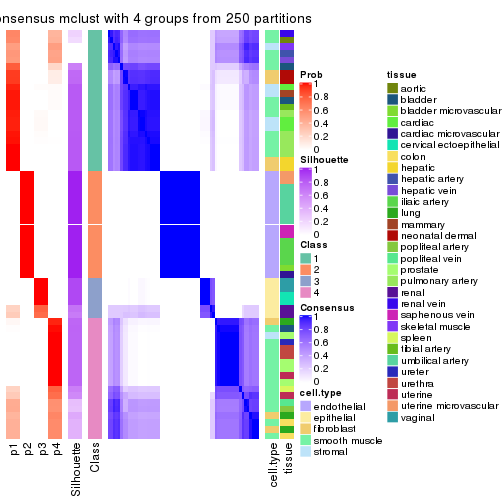 onsensus mclust with 4 groups from 250 partitions
Prob
0.8
0.6
0.4
0.2
0
Silhouette
1
0.8
0.6
0.4
0.2
0
Class
1
2
3
4
Consensus
1
0.8
0.6
0.4
0.2
0
cell.type
endothelial
epithelial
fibroblast
smooth muscle
stromal
tissue
aortic
bladder
bladder microvascular
cardiac
cardiac microvascular
cervical ectoepithelial
colon
hepatic
hepatic artery
hepatic vein
iliaic artery
lung
mammary
neonatal dermal
popliteal artery
popliteal vein
prostate
pulmonary artery
renal
renal vein
saphenous vein
skeletal muscle
spleen
tibial artery
umbilical artery
ureter
urethra
uterine
uterine microvascular
vaginal
p1
p2
p3
p4
Silhouette
Class
cell.type
tissue